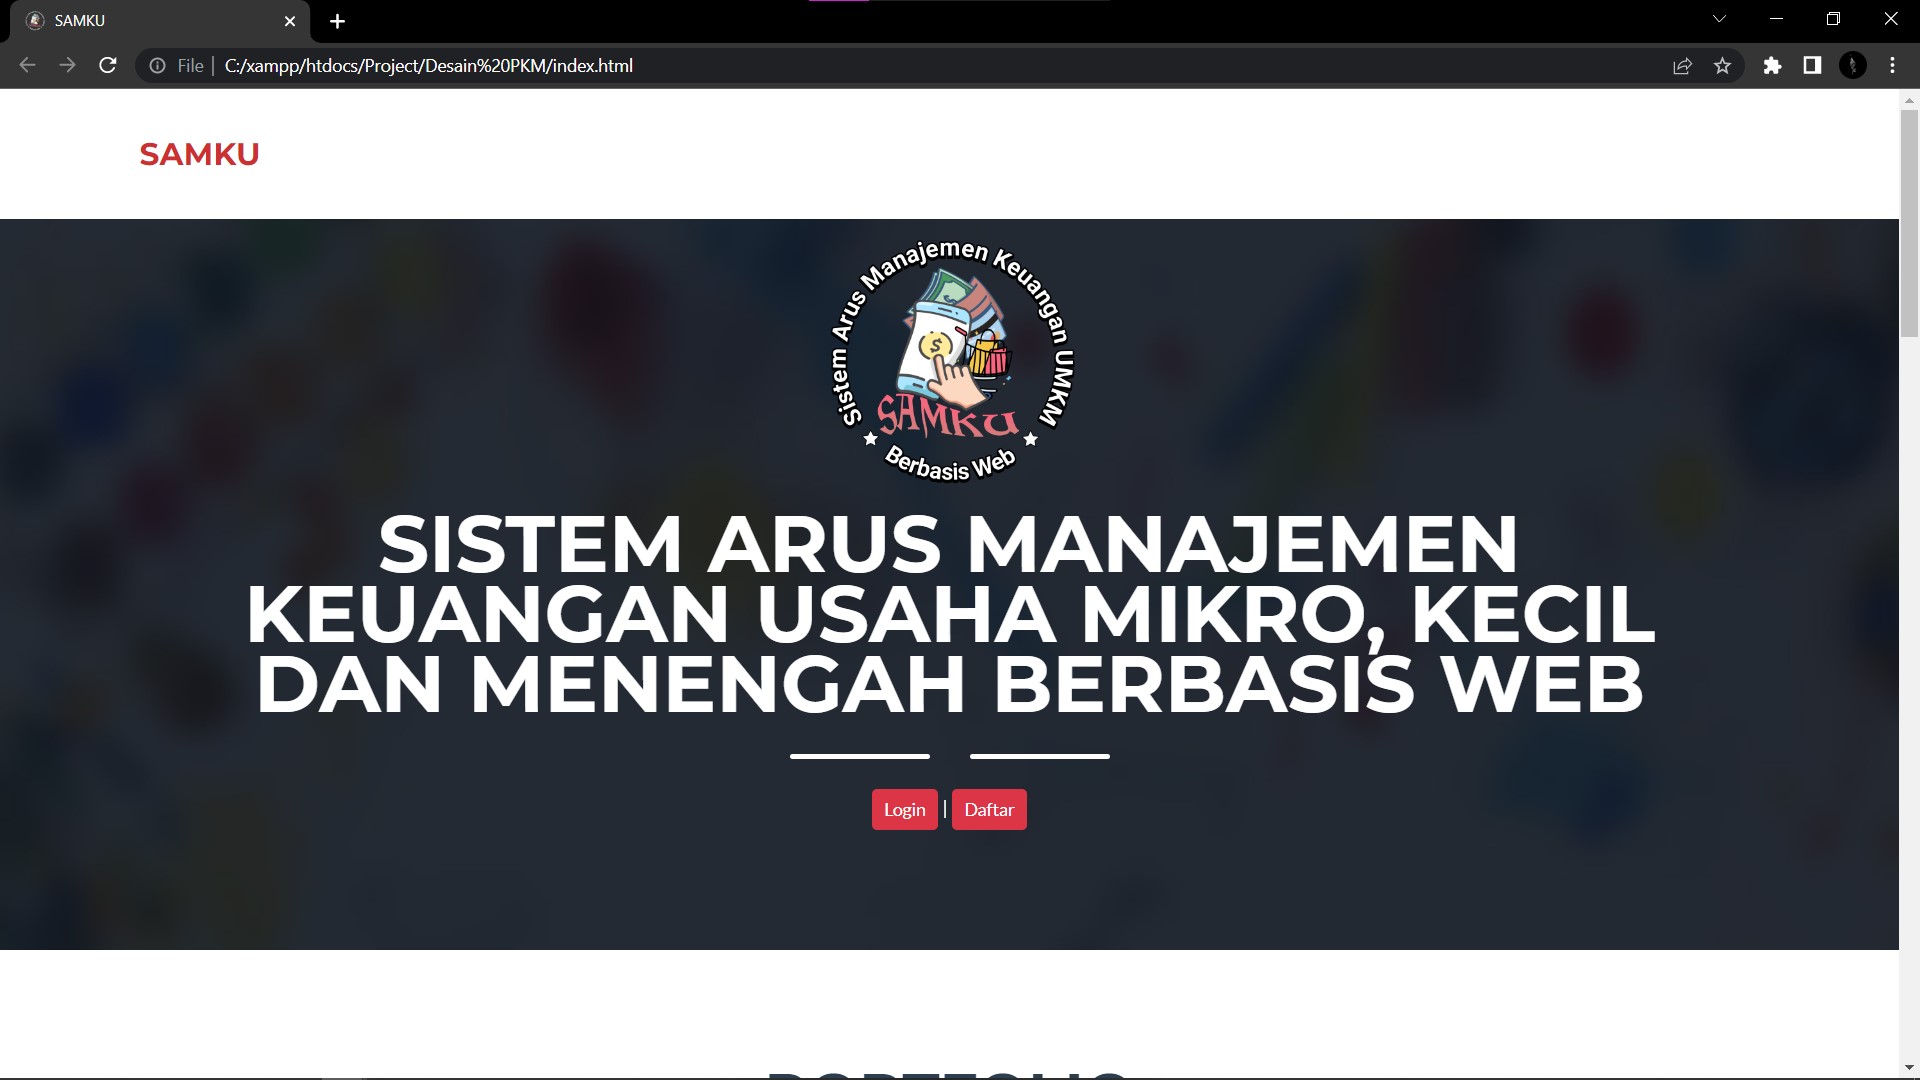 SAMKU
File
C:/xampp/htdocs/Project/Desain%20PKM/index.html
SAMKU
Sistem Arus Manajemen Keuangan UMKM
$
SAMKU
Berbasis Web
SISTEM ARUS MANAJEMEN
KEUANGAN USAHA MIKRO, KECIL
DAN MENENGAH BERBASIS WEB
Login | Daftar
PORTFOLIO